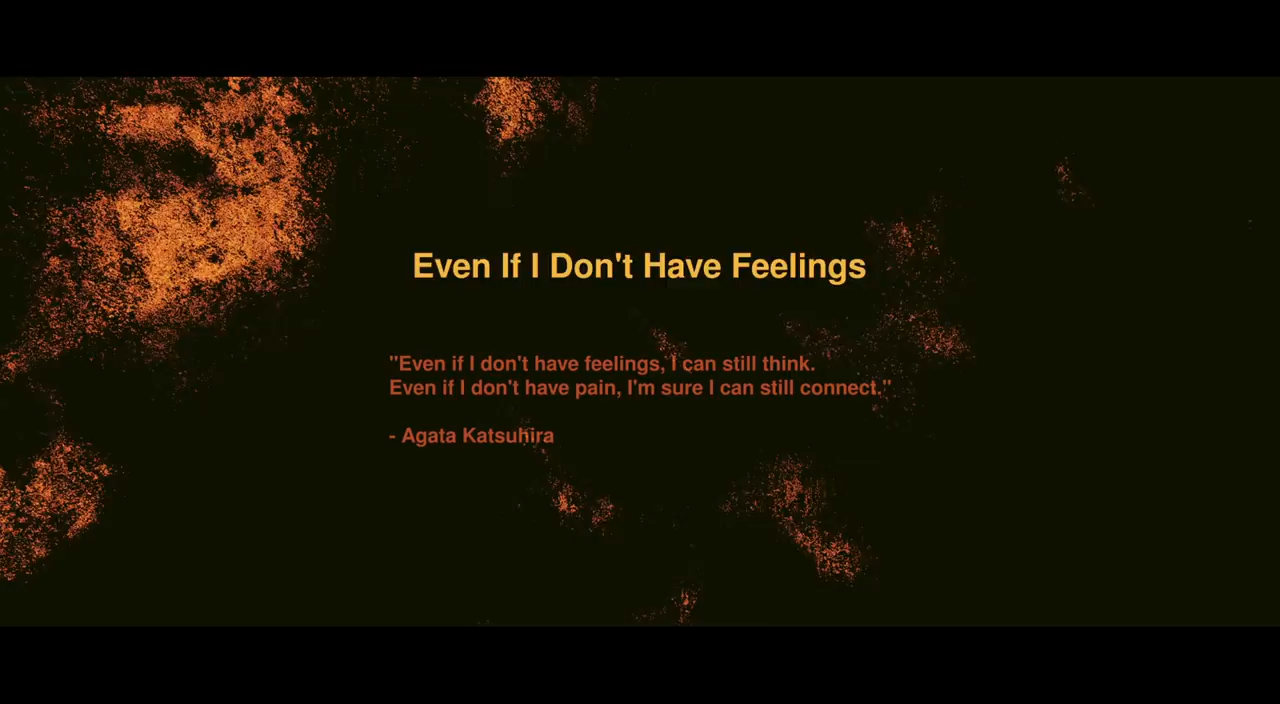 Even If I Don't Have Feelings
"Even if I don't have feelings, I can still think.
Even if I don't have pain, I'm sure I can still connect."
- Agata Katsuhira